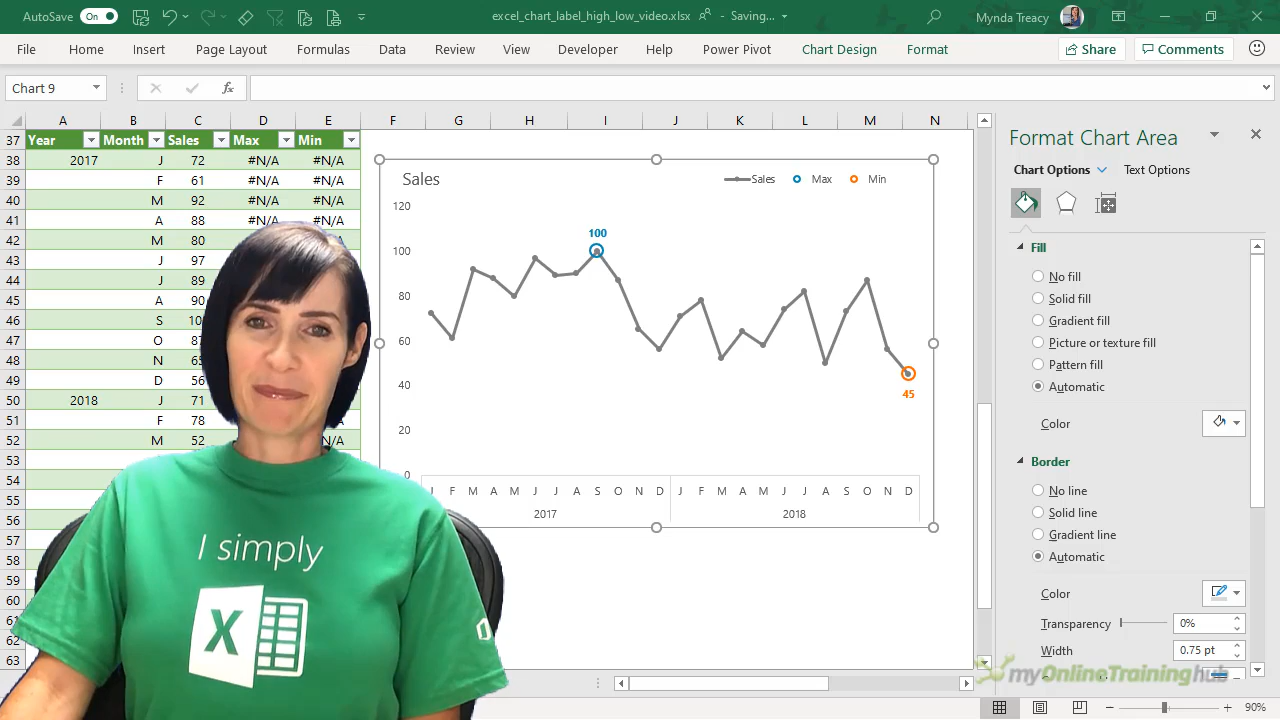 AutoSave On excel_chart_label_high_low_video.xlsx Saving... Mynda Treacy
File Home Insert Page Layout Formulas Data Review View Developer Help Power Pivot Chart Design Format Share Comments
Chart 9 fx
A B C D E F G H I J K L M N
37 Year Month Sales Max Min
38 2017 J 72 #N/A #N/A
39 F 61 #N/A #N/A
40 M 92 #N/A #N/A
41 A 88 #N/A #N/A
42 M 80
43 J 97
44 J 89
45 A 90
46 S
47 O
48 N
49 D 56
50 2018 J 71
51 F 78
52 M 52
53
54
55
56
57
58
59
60
63
Sales
Sales Max Min
120
100
80
60
40
20
0
100
45
J F M A M J J A S O N D J F M A M J J A S O N D
2017 2018
Format Chart Area
Chart Options Text Options
Fill
No fill
Solid fill
Gradient fill
Picture or texture fill
Pattern fill
Automatic
Color
Border
No line
Solid line
Gradient line
Automatic
Color
Transparency 0%
Width 0.75 pt
myOnlineTraininghub
90%
I simply
X